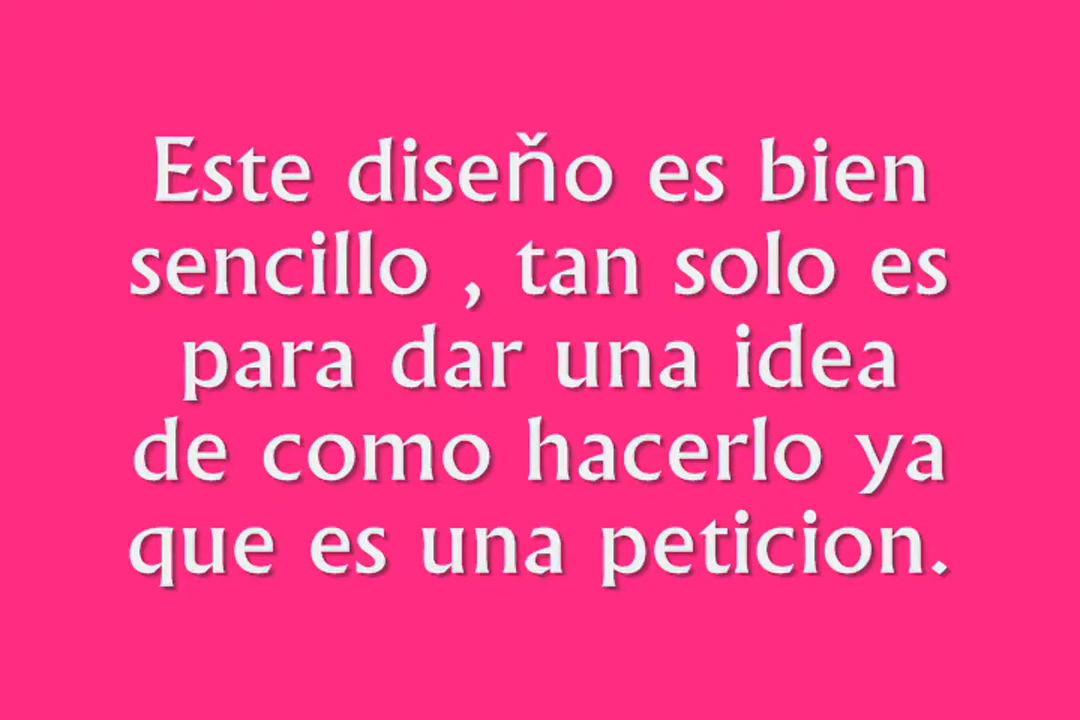 Este diseňo es bien
sencillo , tan solo es
para dar una idea
de como hacerlo ya
que es una peticion.